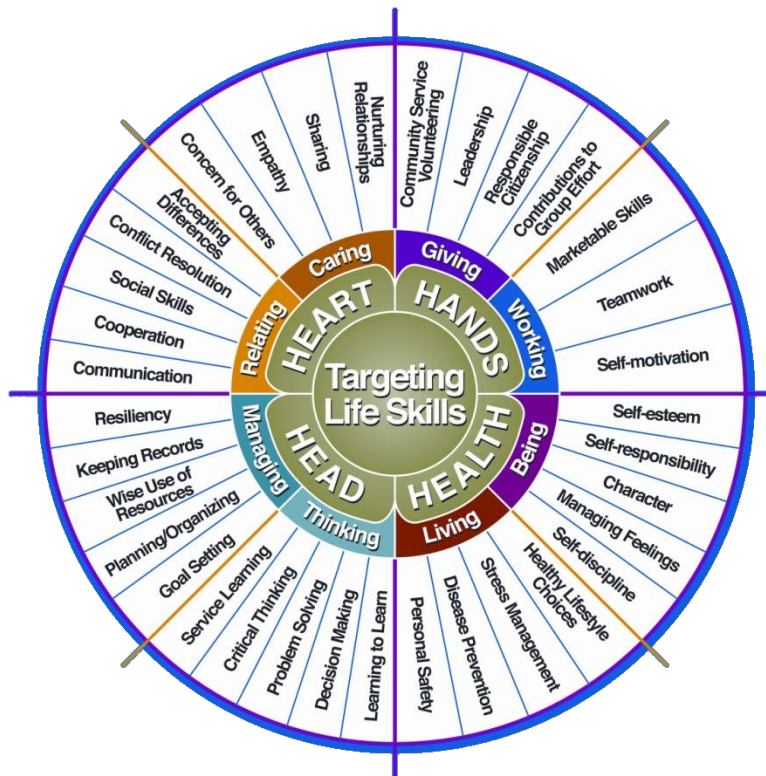 Targeting
Life Skills
HEART
HANDS
HEALTH
HEAD
Caring
Giving
Working
Being
Living
Thinking
Managing
Relating
Community Service
Volunteering
Leadership
Responsible
Citizenship
Contributions to
Group Effort
Marketable Skills
Teamwork
Self-motivation
Self-esteem
Self-responsibility
Character
Managing Feelings
Self-discipline
Healthy Lifestyle
Choices
Stress Management
Disease Prevention
Personal Safety
Learning to Learn
Decision Making
Problem Solving
Critical Thinking
Service Learning
Goal Setting
Planning/Organizing
Wise Use of
Resources
Keeping Records
Resiliency
Communication
Cooperation
Social Skills
Conflict Resolution
Accepting
Differences
Concern for Others
Empathy
Sharing
Nurturing
Relationships